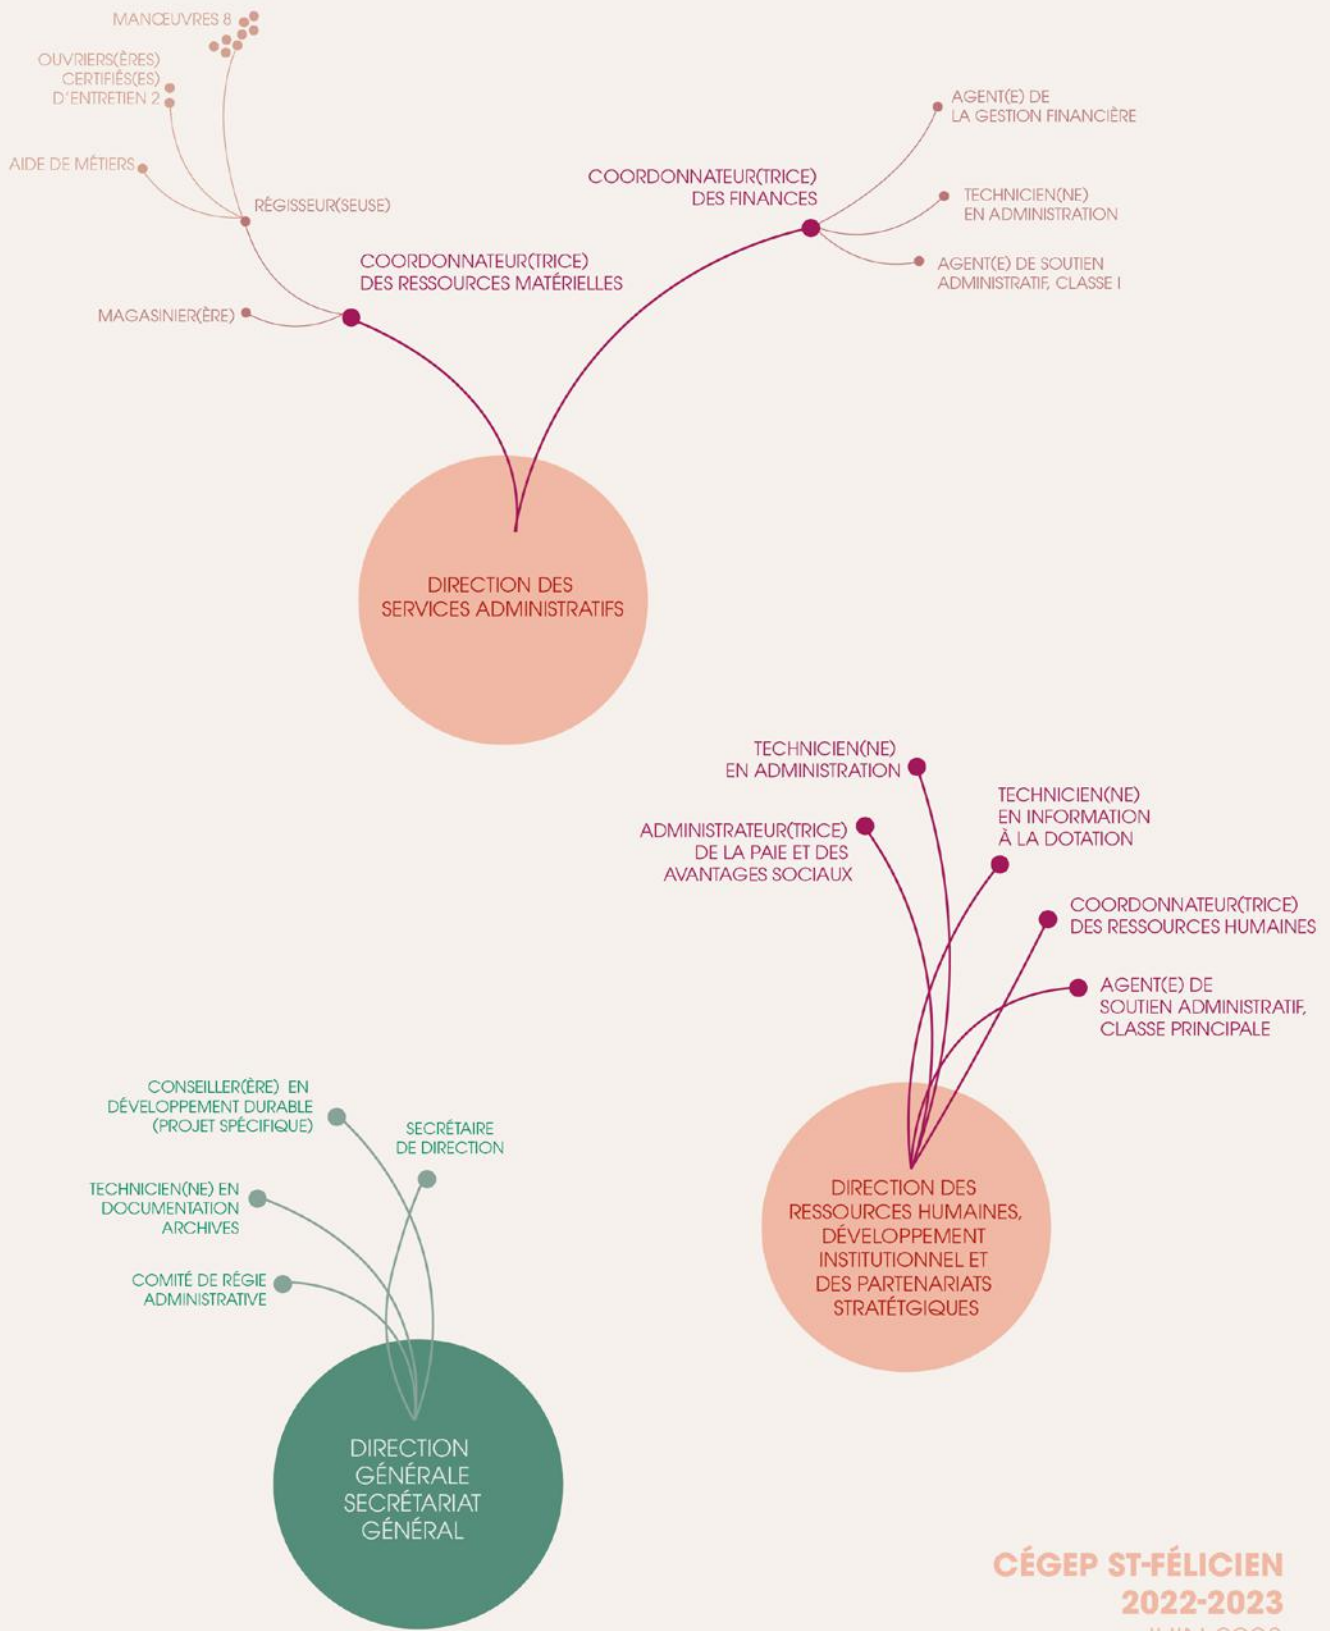 MANŒUVRES 8
OUVRIERS(ÈRES)
CERTIFIÉS(ES)
D'ENTRETIEN 2
AIDE DE MÉTIERS
RÉGISSEUR(SEUSE)
MAGASINIER(ÈRE)
COORDONNATEUR(TRICE)
DES RESSOURCES MATÉRIELLES
COORDONNATEUR(TRICE)
DES FINANCES
AGENT(E) DE
LA GESTION FINANCIÈRE
TECHNICIEN(NE)
EN ADMINISTRATION
AGENT(E) DE SOUTIEN
ADMINISTRATIF, CLASSE I
DIRECTION DES
SERVICES ADMINISTRATIFS
TECHNICIEN(NE)
EN ADMINISTRATION
ADMINISTRATEUR(TRICE)
DE LA PAIE ET DES
AVANTAGES SOCIAUX
TECHNICIEN(NE)
EN INFORMATION
À LA DOTATION
COORDONNATEUR(TRICE)
DES RESSOURCES HUMAINES
AGENT(E) DE
SOUTIEN ADMINISTRATIF,
CLASSE PRINCIPALE
DIRECTION DES
RESSOURCES HUMAINES,
DÉVELOPPEMENT
INSTITUTIONNEL ET
DES PARTENARIATS
STRATÉTGIQUES
CONSEILLER(ÈRE) EN
DÉVELOPPEMENT DURABLE
(PROJET SPÉCIFIQUE)
SECRÉTAIRE
DE DIRECTION
TECHNICIEN(NE) EN
DOCUMENTATION
ARCHIVES
COMITÉ DE RÉGIE
ADMINISTRATIVE
DIRECTION
GÉNÉRALE
SECRÉTARIAT
GÉNÉRAL
CÉGEP ST-FÉLICIEN
2022-2023